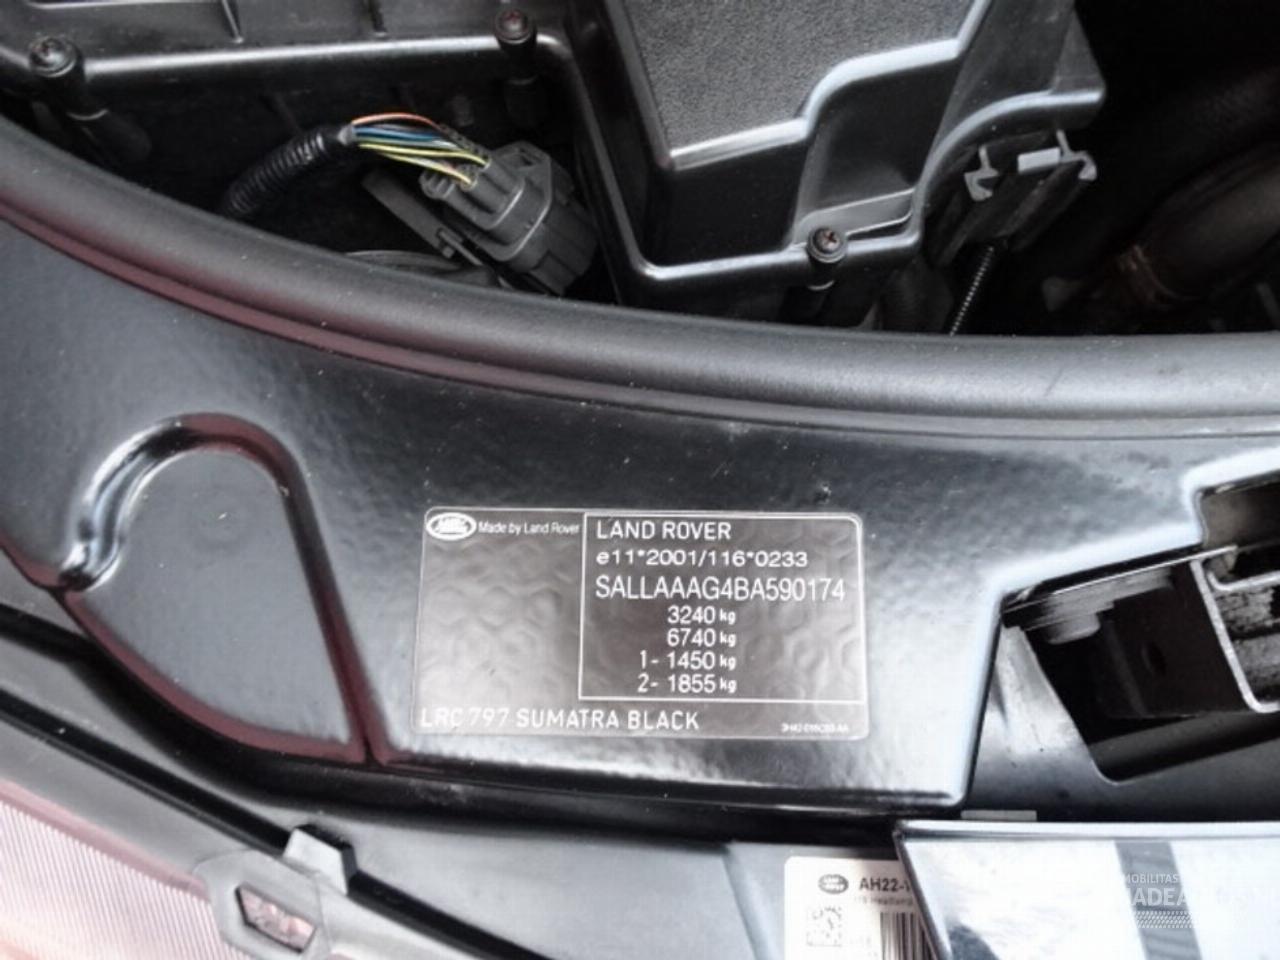 Made by Land Rover
LAND ROVER
e11*2001/116*0233
SALLAAAG4BA590174
3240 kg
6740 kg
1- 1450 kg
2- 1855 kg
LRC 797 SUMATRA BLACK
AH22-
MOBILITAS